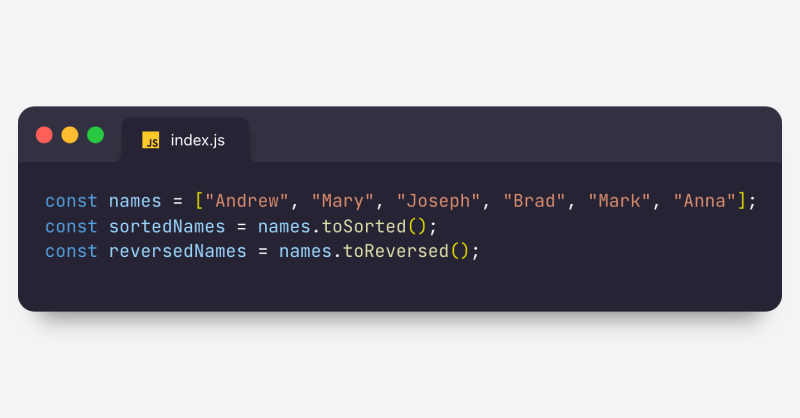 JS index.js
const names = ["Andrew", "Mary", "Joseph", "Brad", "Mark", "Anna"];
const sortedNames = names.toSorted();
const reversedNames = names.toReversed();